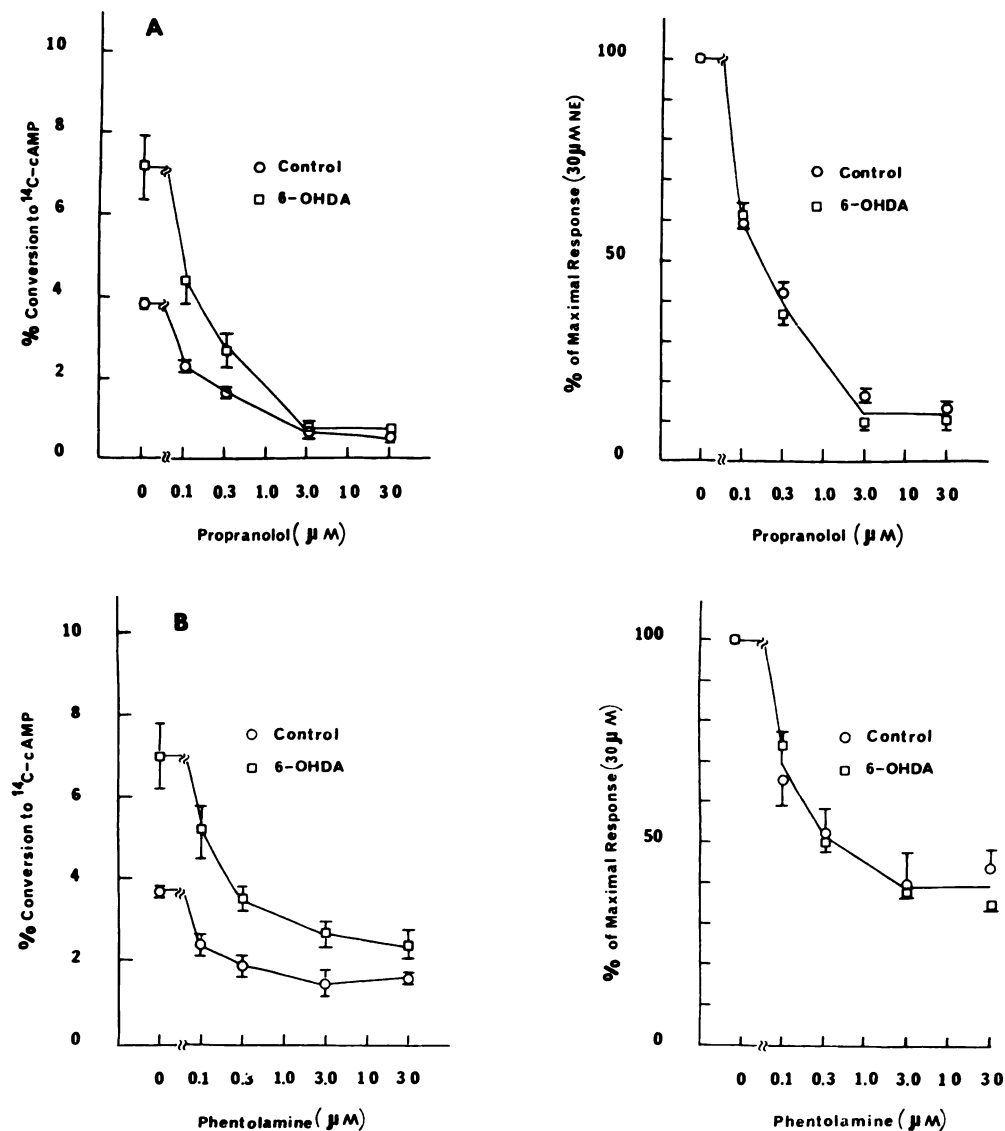 A
10
8
6
4
2
0
% Conversion to ¹⁴C-cAMP
Control
6-OHDA
0 0.1 0.3 1.0 3.0 10 30
Propranolol (μM)
100
50
0
% of Maximal Response (30μM NE)
Control
6-OHDA
0 0.1 0.3 1.0 3.0 10 30
Propranolol (μM)
B
10
8
6
4
2
0
% Conversion to ¹⁴C-cAMP
Control
6-OHDA
0 0.1 0.3 1.0 3.0 10 30
Phentolamine (μM)
100
50
0
% of Maximal Response (30μM)
Control
6-OHDA
0 0.1 0.3 1.0 3.0 10 30
Phentolamine (μM)